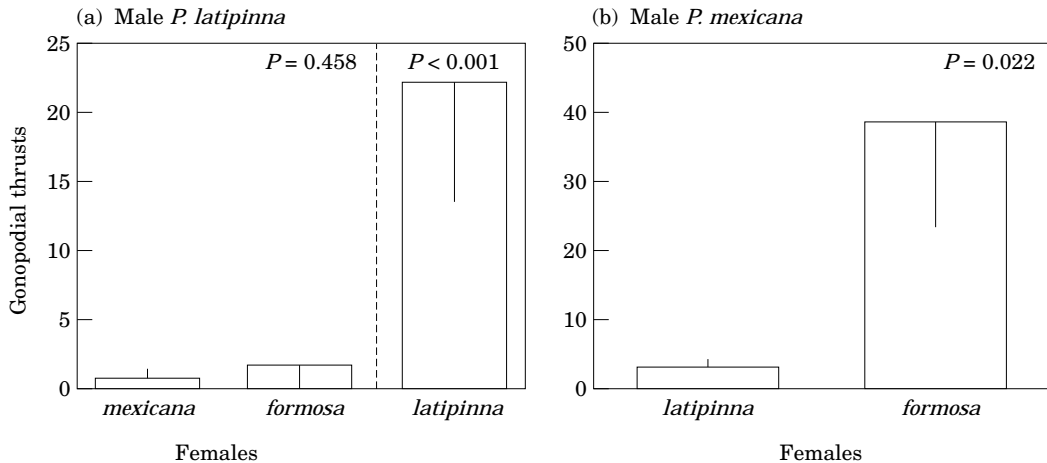 (a) Male P. latipinna
25
20
15
10
5
0
Gonopodial thrusts
P = 0.458
P < 0.001
mexicana
formosa
latipinna
Females
(b) Male P. mexicana
50
40
30
20
10
0
P = 0.022
latipinna
formosa
Females